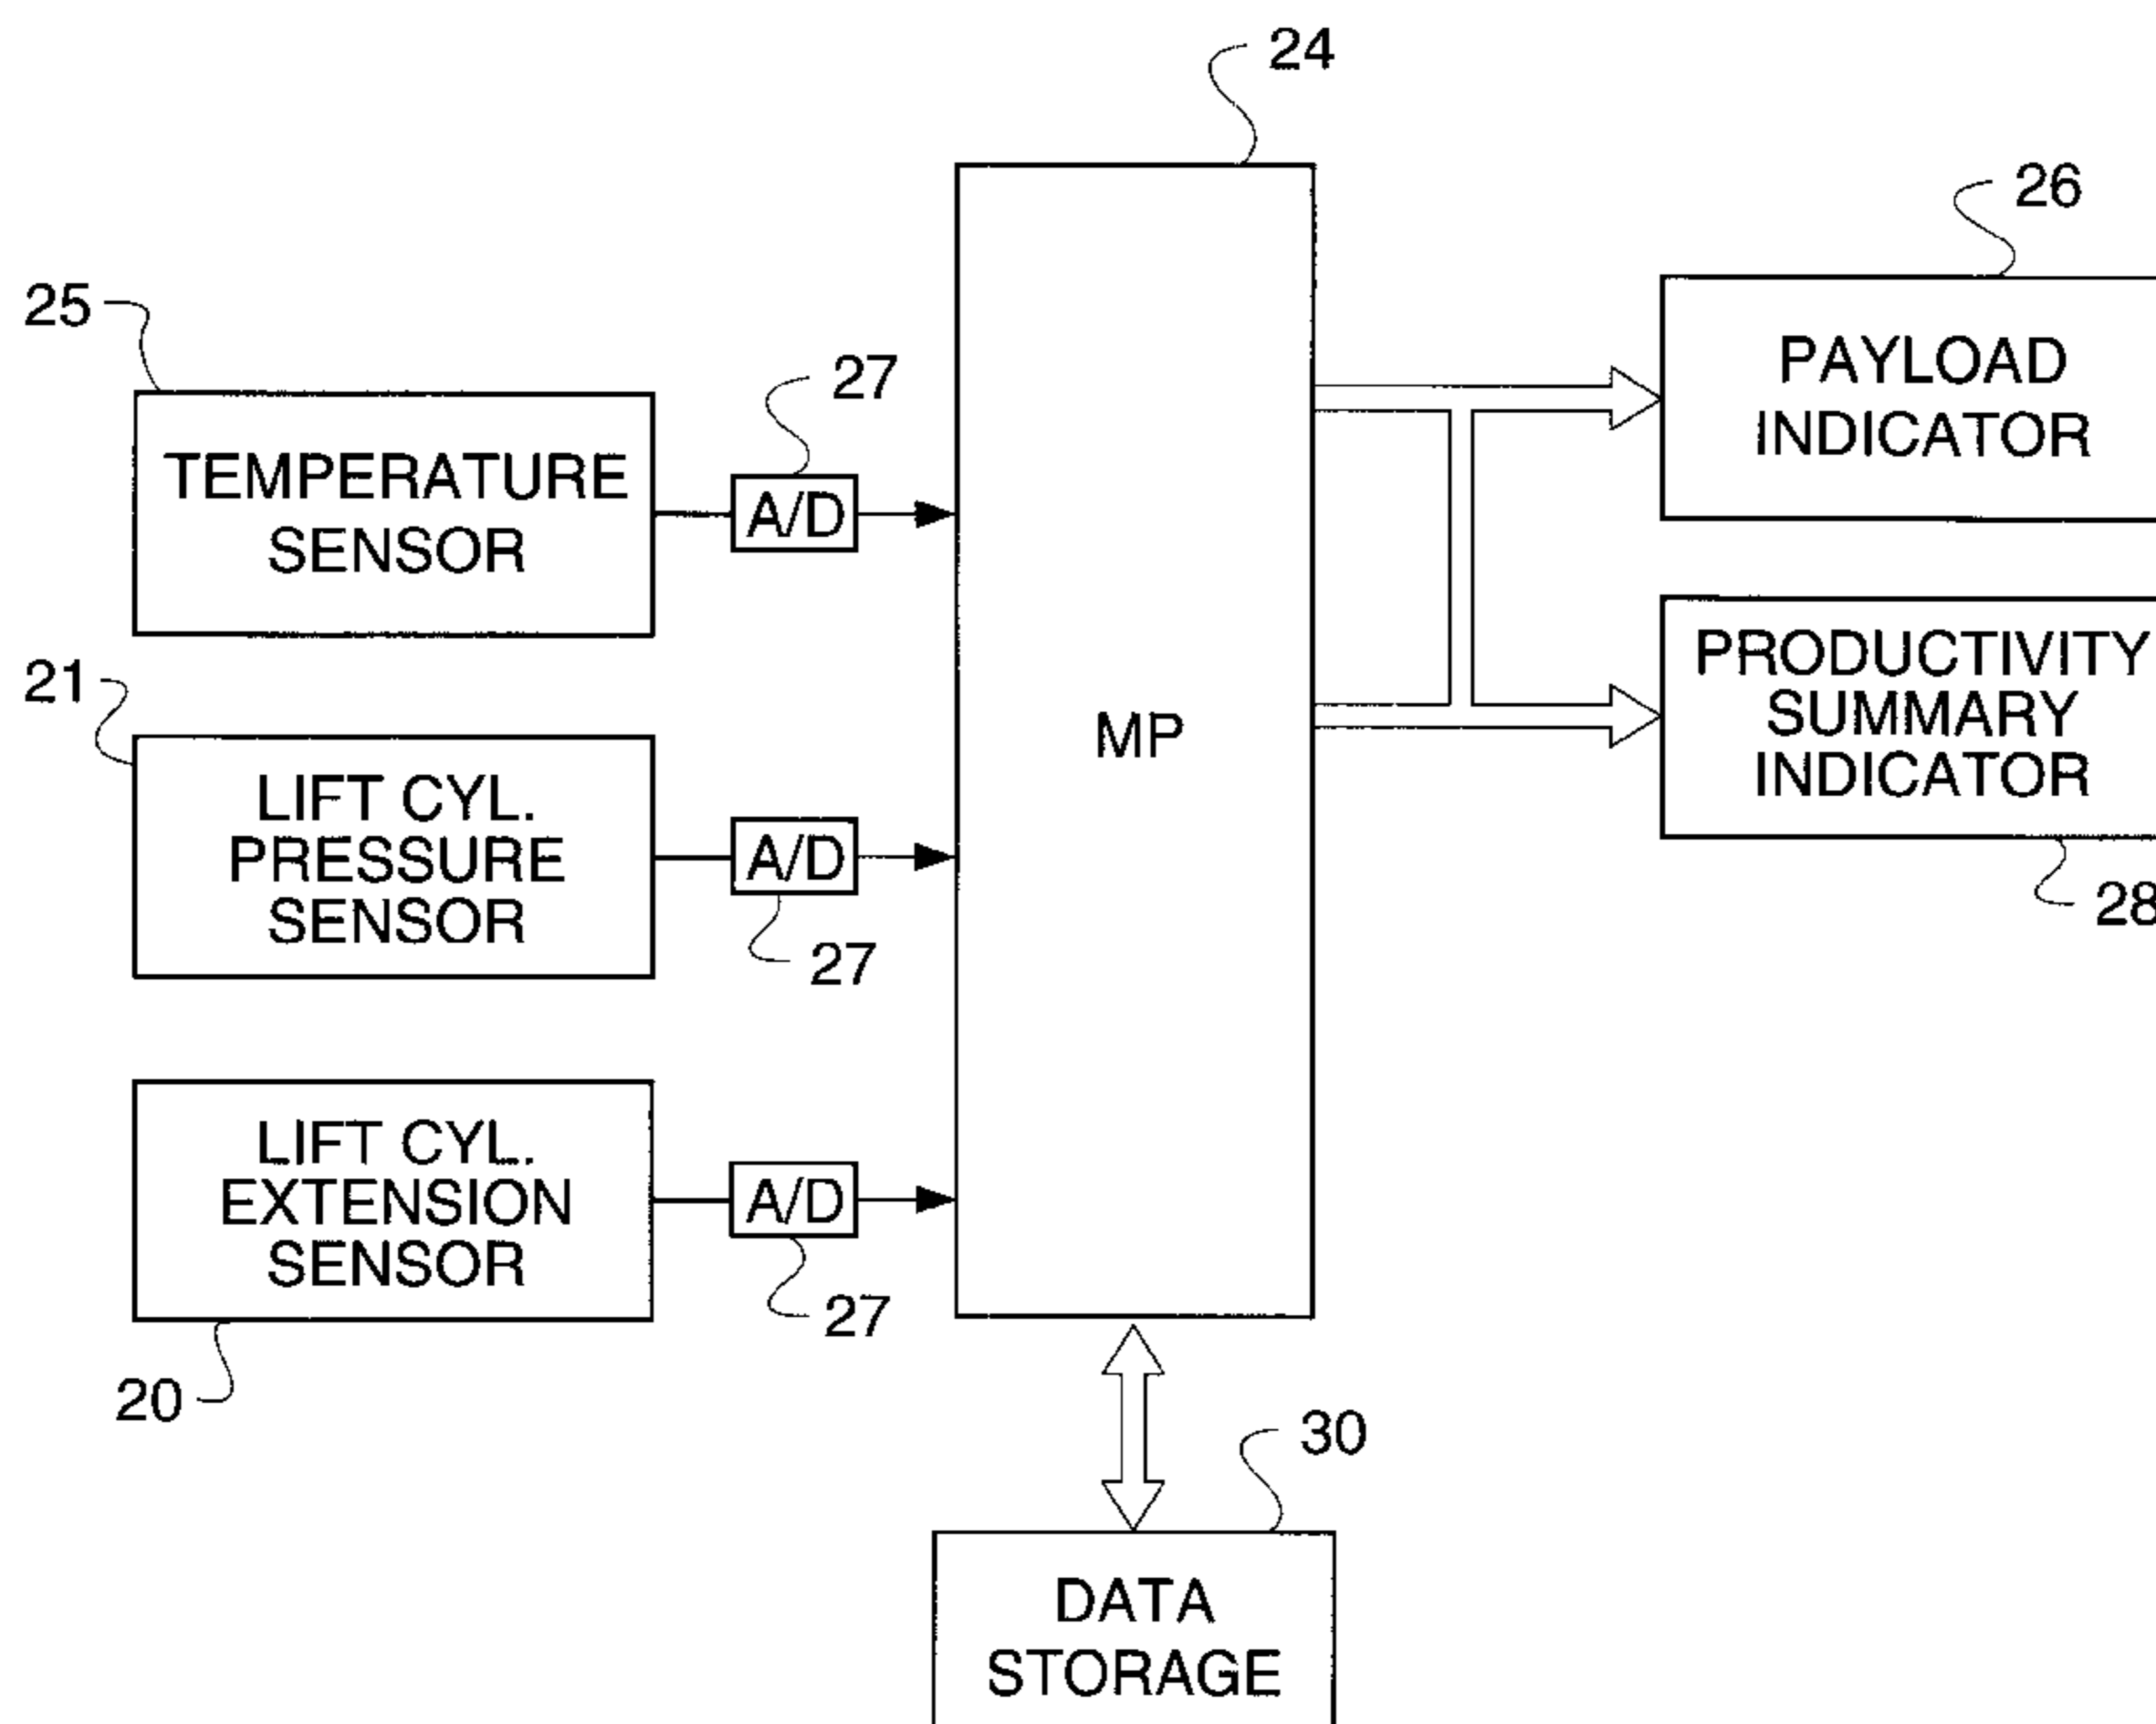 24
26
25
27
PAYLOAD
INDICATOR
TEMPERATURE
SENSOR
A/D
21
MP
PRODUCTIVITY
SUMMARY
INDICATOR
LIFT CYL.
PRESSURE
SENSOR
A/D
28
27
LIFT CYL.
EXTENSION
SENSOR
A/D
27
20
30
DATA
STORAGE